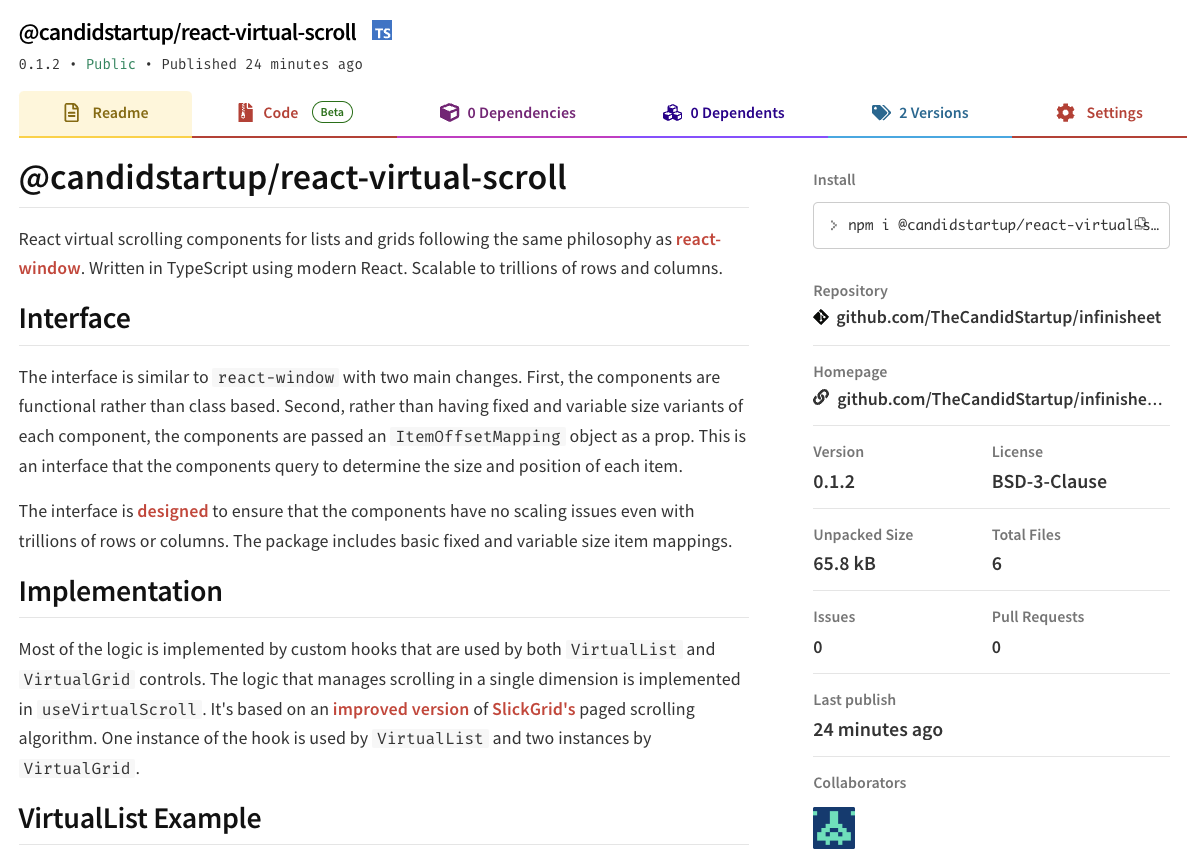 @candidstartup/react-virtual-scroll TS
0.1.2 • Public • Published 24 minutes ago
Readme
Code Beta
0 Dependencies
0 Dependents
2 Versions
Settings
@candidstartup/react-virtual-scroll
React virtual scrolling components for lists and grids following the same philosophy as react-
window. Written in TypeScript using modern React. Scalable to trillions of rows and columns.
Interface
The interface is similar to react-window with two main changes. First, the components are
functional rather than class based. Second, rather than having fixed and variable size variants of
each component, the components are passed an ItemOffsetMapping object as a prop. This is
an interface that the components query to determine the size and position of each item.
The interface is designed to ensure that the components have no scaling issues even with
trillions of rows or columns. The package includes basic fixed and variable size item mappings.
Implementation
Most of the logic is implemented by custom hooks that are used by both VirtualList and
VirtualGrid controls. The logic that manages scrolling in a single dimension is implemented
in useVirtualScroll. It's based on an improved version of SlickGrid's paged scrolling
algorithm. One instance of the hook is used by VirtualList and two instances by
VirtualGrid.
VirtualList Example
Install
> npm i @candidstartup/react-virtual-s…
Repository
github.com/TheCandidStartup/infinisheet
Homepage
github.com/TheCandidStartup/infinishe…
Version
0.1.2
License
BSD-3-Clause
Unpacked Size
65.8 kB
Total Files
6
Issues
0
Pull Requests
0
Last publish
24 minutes ago
Collaborators